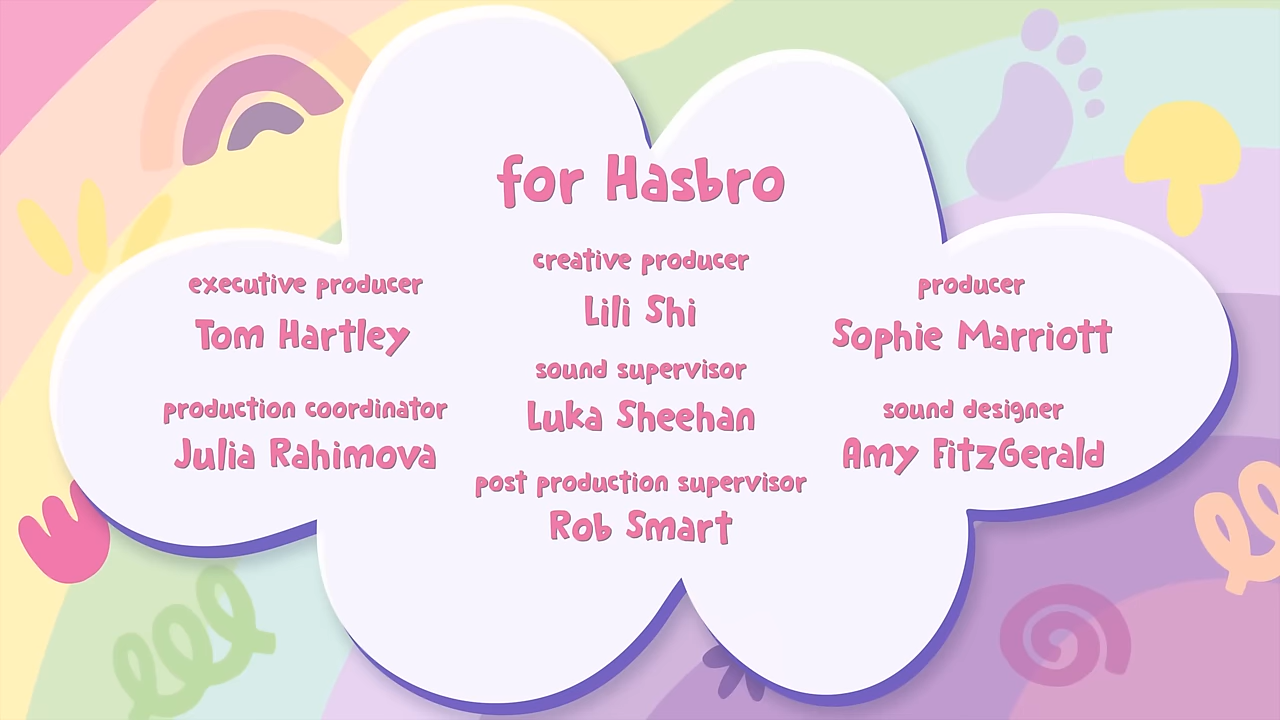 for Hasbro
executive producer
Tom Hartley
production coordinator
Julia Rahimova
creative producer
Lili Shi
sound supervisor
Luka Sheehan
post production supervisor
Rob Smart
producer
Sophie Marriott
sound designer
Amy FitzGerald